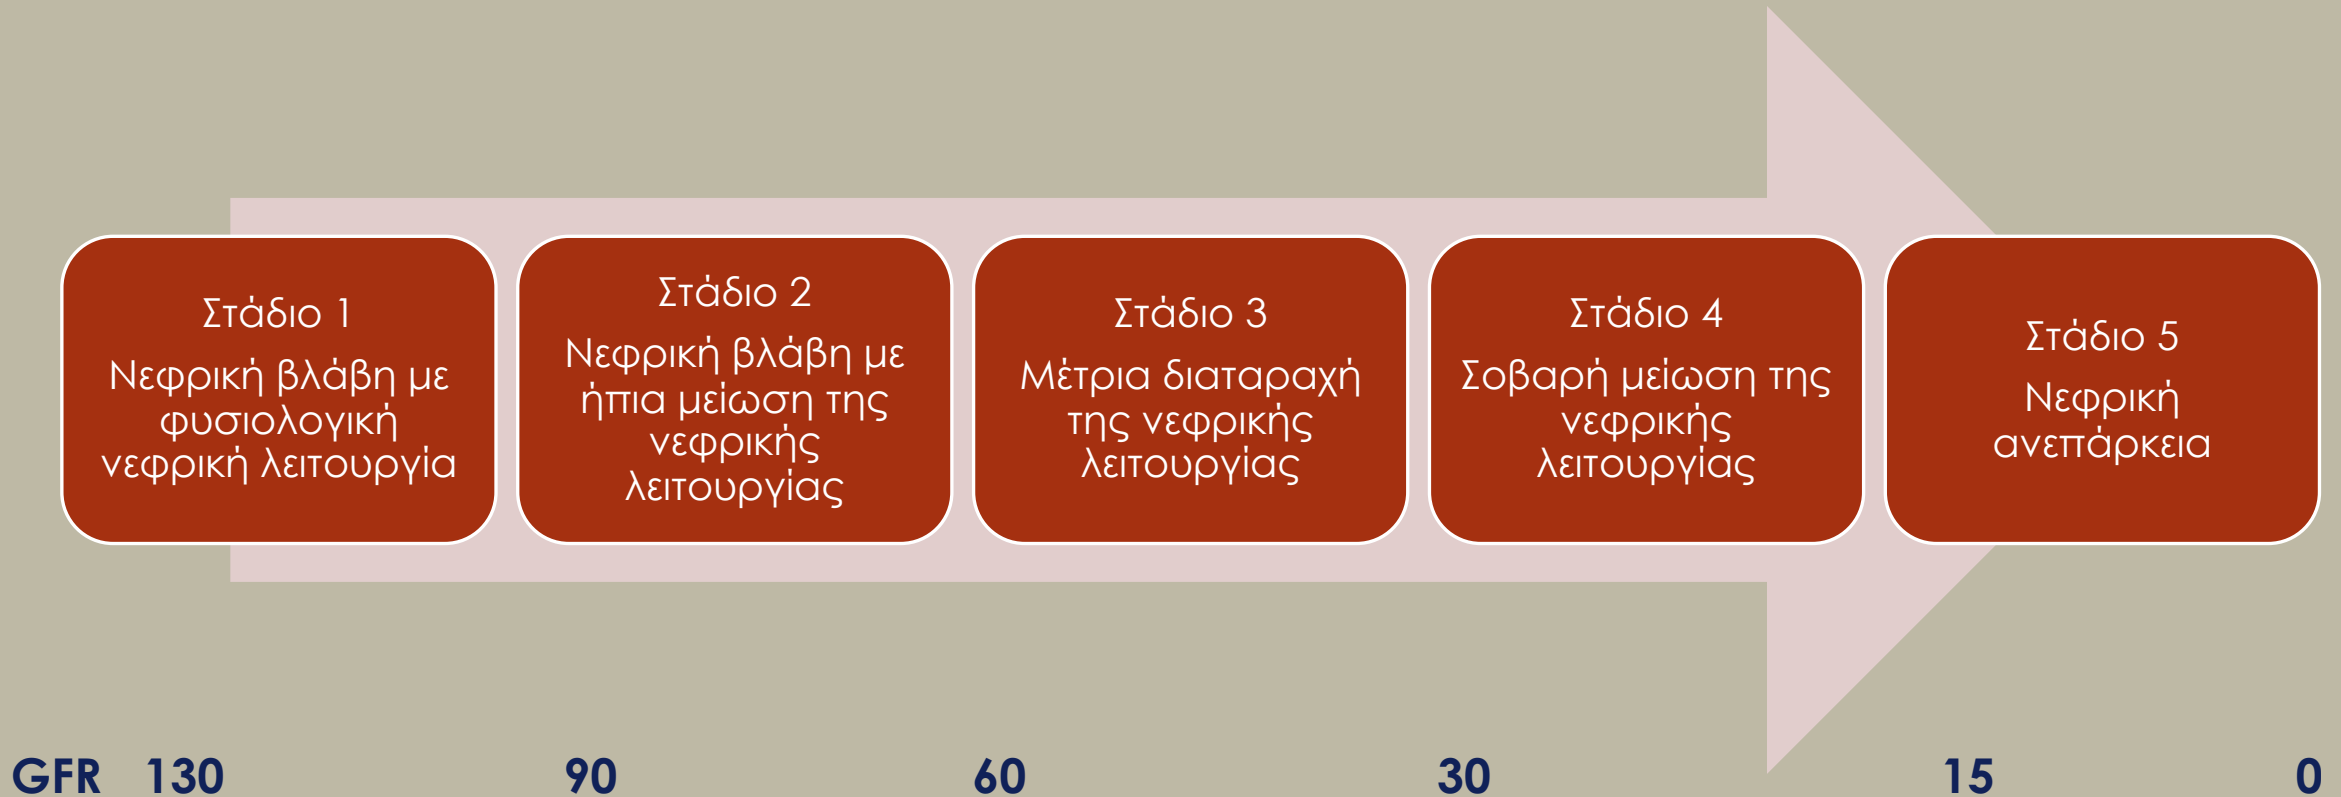 Στάδιο 1
Νεφρική βλάβη με
φυσιολογική
νεφρική λειτουργία
Στάδιο 2
Νεφρική βλάβη με
ήπια μείωση της
νεφρικής
λειτουργίας
Στάδιο 3
Μέτρια διαταραχή
της νεφρικής
λειτουργίας
Στάδιο 4
Σοβαρή μείωση της
νεφρικής
λειτουργίας
Στάδιο 5
Νεφρική
ανεπάρκεια
GFR 130 90 60 30 15 0